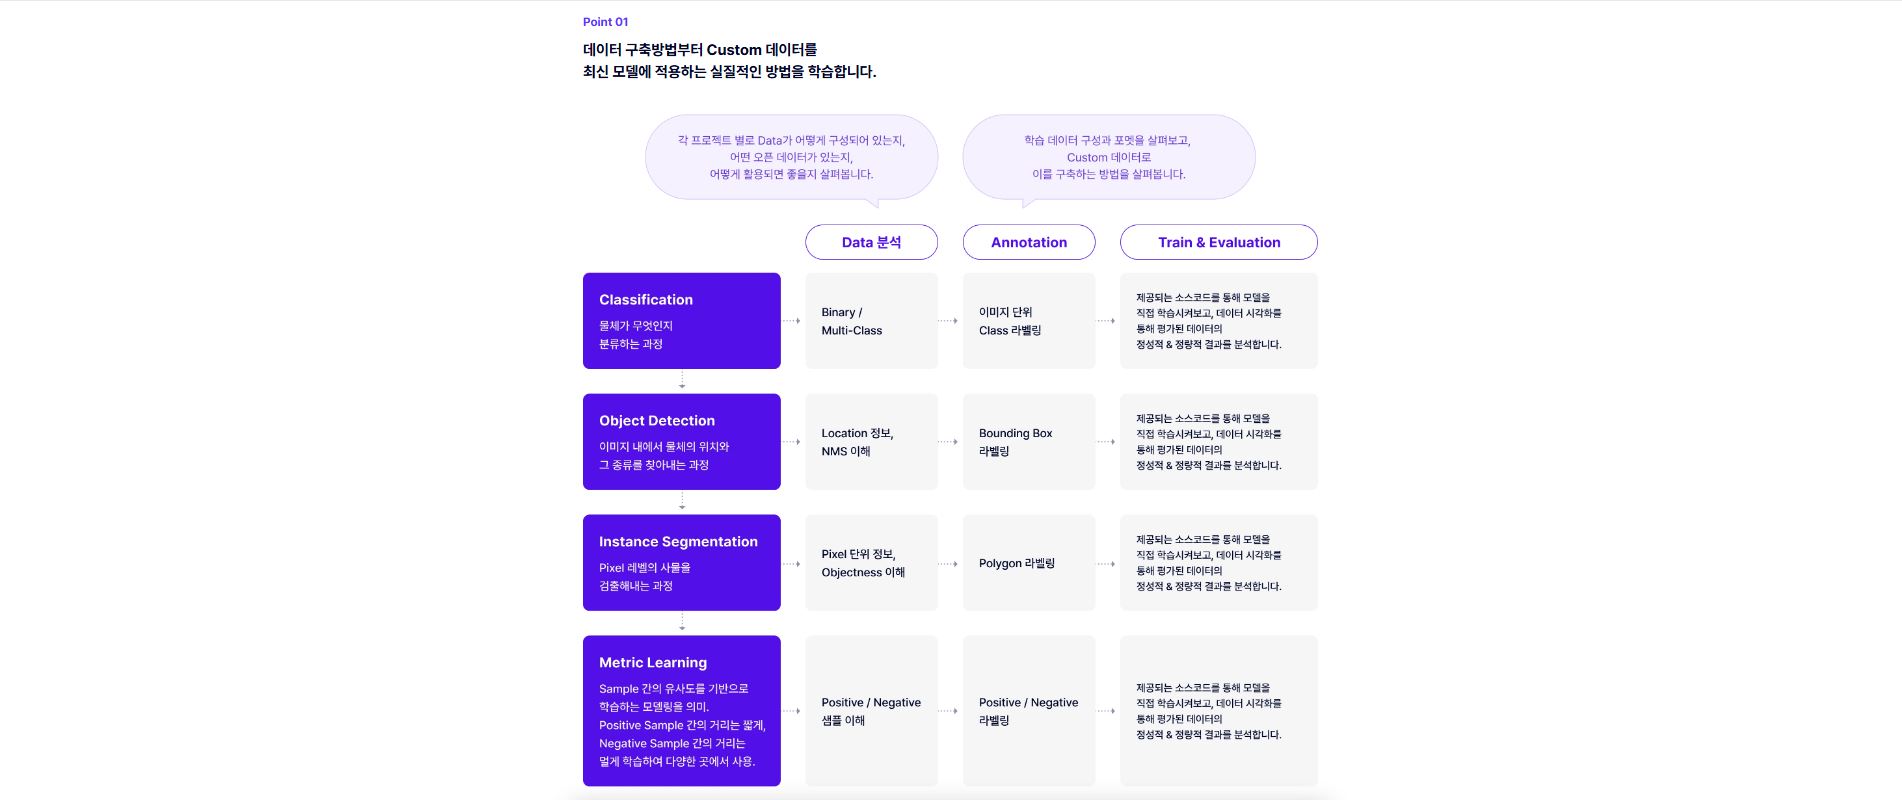 Point 01
데이터 구축방법부터 Custom 데이터를
최신 모델에 적용하는 실질적인 방법을 학습합니다.
각 프로젝트 별로 Data가 어떻게 구성되어 있는지,
어떤 오픈 데이터가 있는지,
어떻게 활용되면 좋을지 살펴봅니다.
학습 데이터 구성과 포멧을 살펴보고,
Custom 데이터로
이를 구축하는 방법을 살펴봅니다.
Data 분석
Annotation
Train & Evaluation
Classification
물체가 무엇인지
분류하는 과정
Binary /
Multi-Class
이미지 단위
Class 라벨링
제공되는 소스코드를 통해 모델을
직접 학습시켜보고, 데이터 시각화를
통해 평가된 데이터의
정성적 & 정량적 결과를 분석합니다.
Object Detection
이미지 내에서 물체의 위치와
그 종류를 찾아내는 과정
Location 정보,
NMS 이해
Bounding Box
라벨링
제공되는 소스코드를 통해 모델을
직접 학습시켜보고, 데이터 시각화를
통해 평가된 데이터의
정성적 & 정량적 결과를 분석합니다.
Instance Segmentation
Pixel 레벨의 사물을
검출해내는 과정
Pixel 단위 정보,
Objectness 이해
Polygon 라벨링
제공되는 소스코드를 통해 모델을
직접 학습시켜보고, 데이터 시각화를
통해 평가된 데이터의
정성적 & 정량적 결과를 분석합니다.
Metric Learning
Sample 간의 유사도를 기반으로
학습하는 모델링을 의미.
Positive Sample 간의 거리는 짧게,
Negative Sample 간의 거리는
멀게 학습하여 다양한 곳에서 사용.
Positive / Negative
샘플 이해
Positive / Negative
라벨링
제공되는 소스코드를 통해 모델을
직접 학습시켜보고, 데이터 시각화를
통해 평가된 데이터의
정성적 & 정량적 결과를 분석합니다.